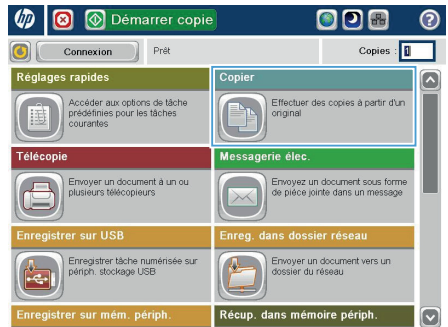 hp
Démarrer copie
?
Connexion
Prêt
Copies : 1
Réglages rapides
Accéder aux options de tâche
prédéfinies pour les tâches
courantes
Copier
Effectuer des copies à partir d'un
original
Télécopie
Envoyer un document à un ou
plusieurs télécopieurs
Messagerie élec.
Envoyez un document sous forme
de pièce jointe dans un message
Enregistrer sur USB
Enregistrer tâche numérisée sur
périph. stockage USB
Enreg. dans dossier réseau
Envoyer un document vers un
dossier du réseau
Enregistrer sur mém. périph.
Récup. dans mémoire périph.